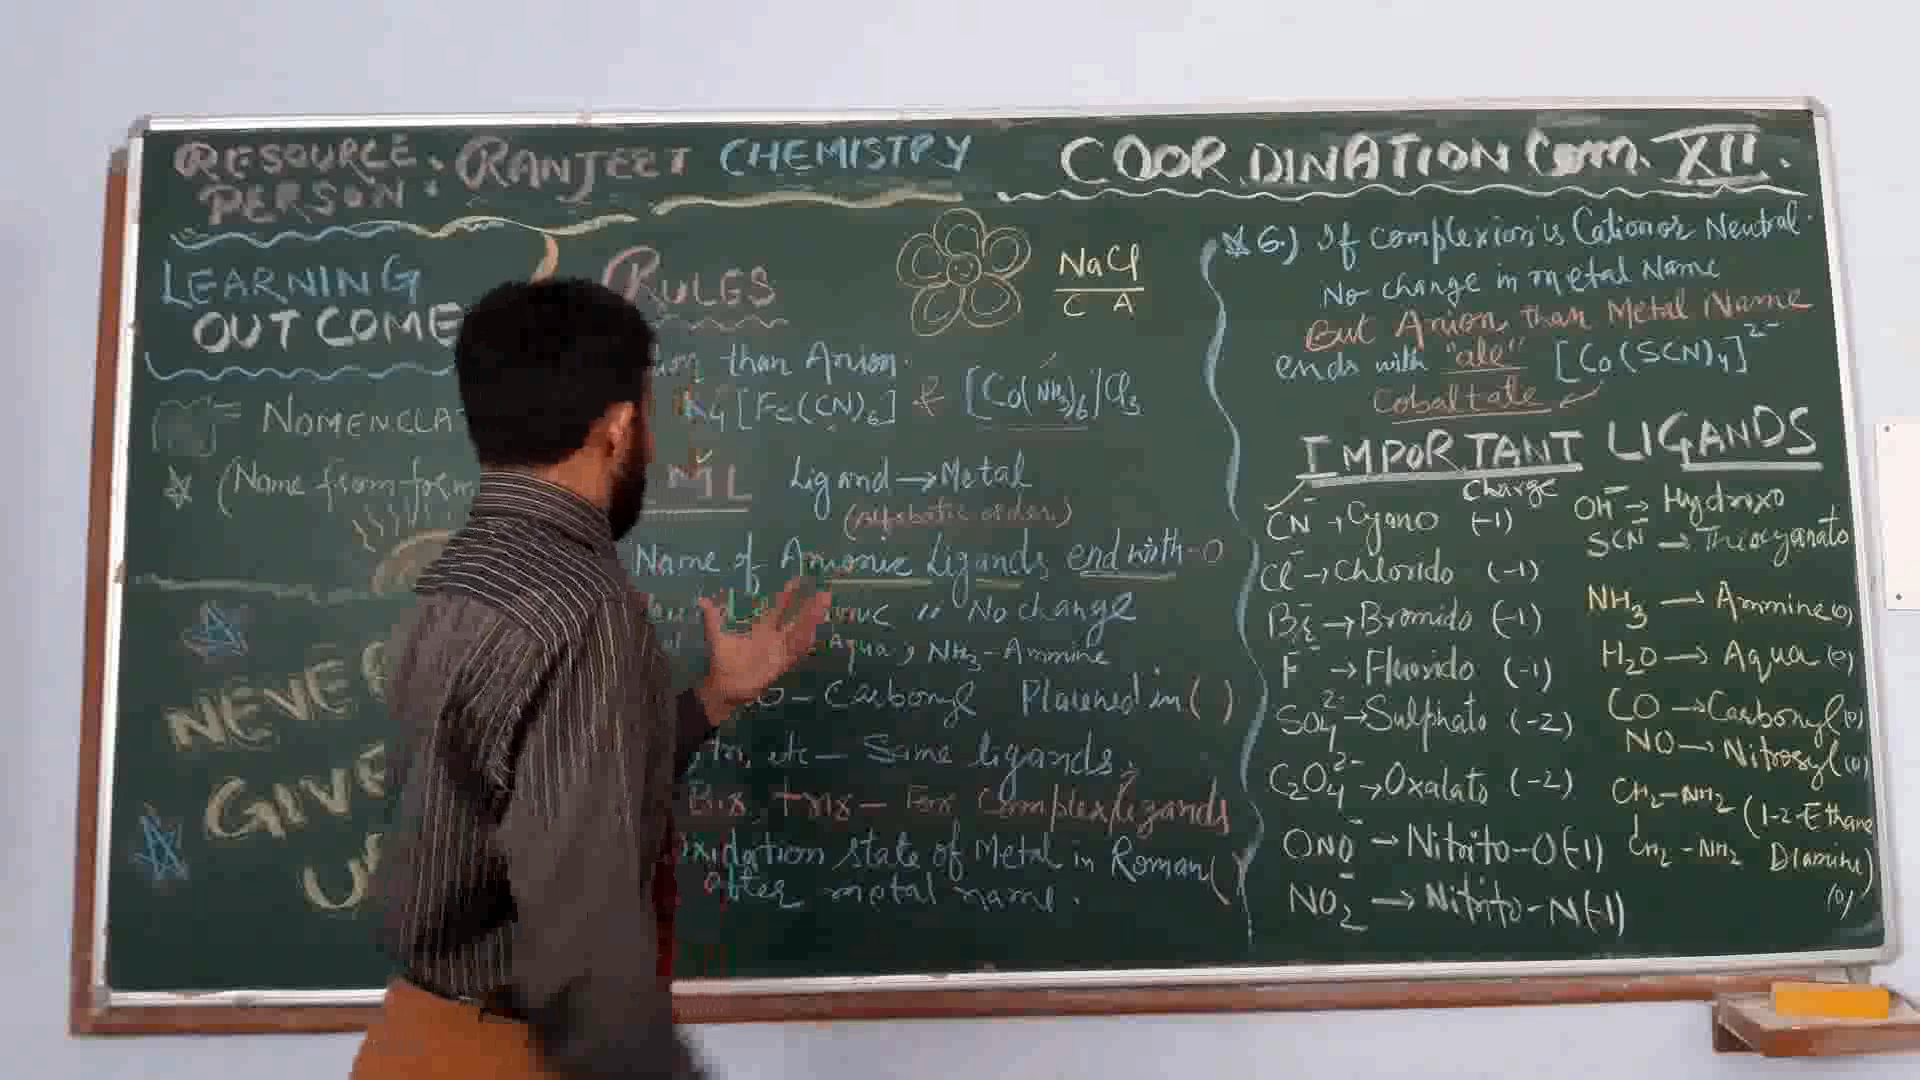 RESOURCE PERSON. RANJEET CHEMISTRY
COORDINATION Com. XII.
LEARNING
OUTCOME
NOMENCLA
(Name from form
NEVER
GIVE
U
RULES
NaCl
C A
than Anion.
K4[Fe(CN)6] & [Co(NH3)6]Cl3
ML Ligand → Metal
(Alfabatic order)
Name of Anionic Ligands end with -O
" No change
Aqua, NH3-Ammine
- Carbonyl Placened in ( )
etc - Same ligands.
Bis, tris - For Complex ligands
Oxidation state of Metal in Roman ( )
after metal name.
6.) If complexion is Cation or Neutral.
No change in metal Name
But Anion, than Metal Name
ends with "ate" [Co(SCN)4]2-
Cobaltate
IMPORTANT LIGANDS
Charge
CN- → Cyano (-1)
Cl- → Chlorido (-1)
Br- → Bromido (-1)
F- → Fluorido (-1)
SO4 2- → Sulphato (-2)
C2O4 2- → Oxalato (-2)
ONO- → Nitrito-O(-1)
NO2- → Nitrito-N(-1)
OH- → Hydroxo
SCN- → Thiocyanato
NH3 → Ammine(0)
H2O → Aqua (0)
CO → Carbonyl(0)
NO → Nitrosyl(0)
CH2-NH2 (1-2-Ethane
CH2-NH2 Diamine)
(0)